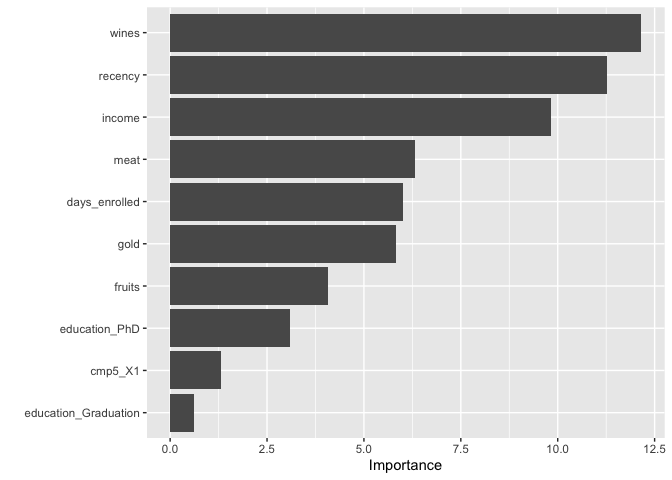 wines
recency
income
meat
days_enrolled
gold
fruits
education_PhD
cmp5_X1
education_Graduation
0.0 2.5 5.0 7.5 10.0 12.5
Importance